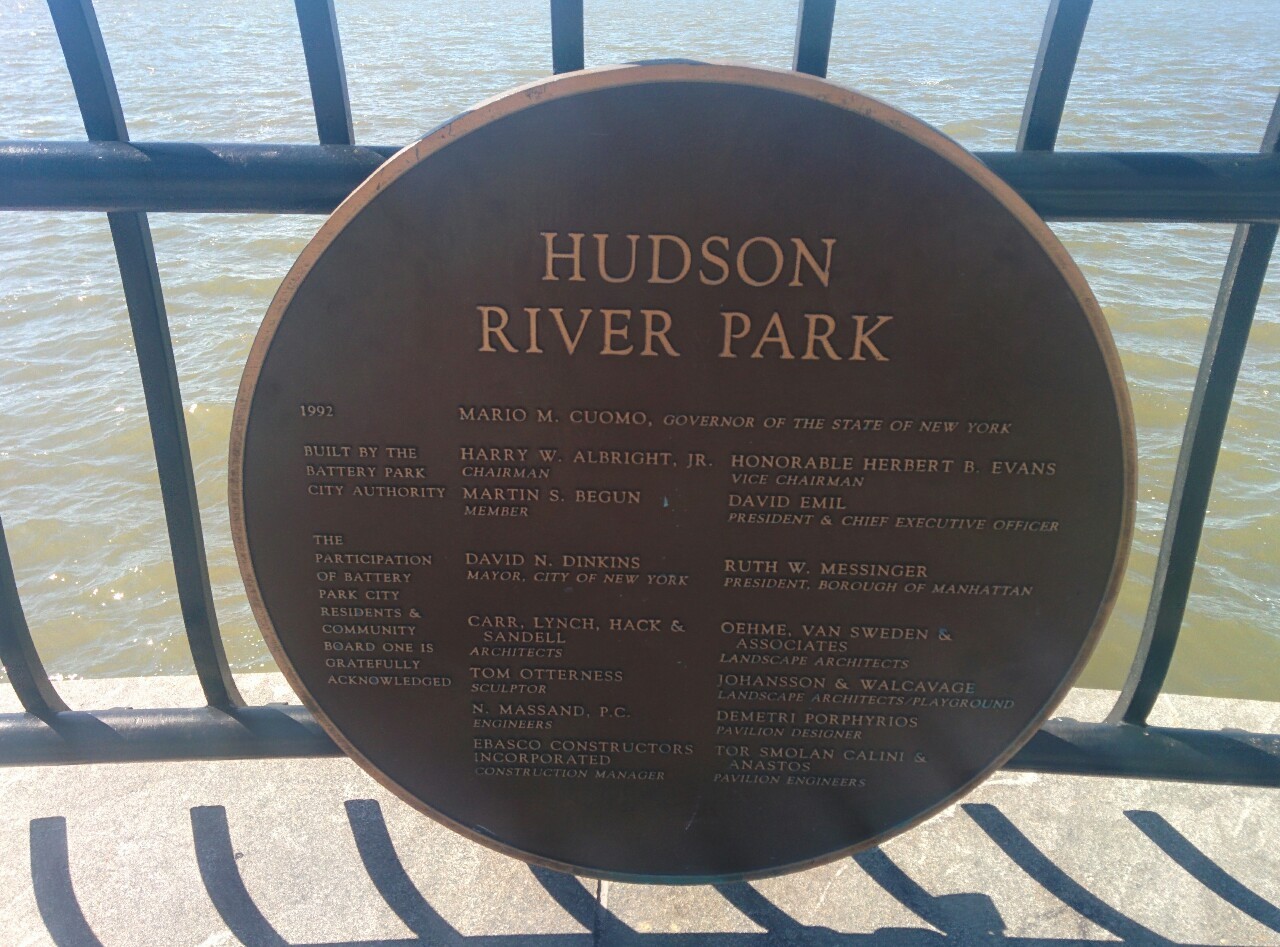 HUDSON
RIVER PARK
1992
MARIO M. CUOMO, GOVERNOR OF THE STATE OF NEW YORK
BUILT BY THE
BATTERY PARK
CITY AUTHORITY
HARRY W. ALBRIGHT, JR.
CHAIRMAN
HONORABLE HERBERT B. EVANS
VICE CHAIRMAN
MARTIN S. BEGUN
MEMBER
DAVID EMIL
PRESIDENT & CHIEF EXECUTIVE OFFICER
THE
PARTICIPATION
OF BATTERY
PARK CITY
RESIDENTS &
COMMUNITY
BOARD ONE IS
GRATEFULLY
ACKNOWLEDGED
DAVID N. DINKINS
MAYOR, CITY OF NEW YORK
RUTH W. MESSINGER
PRESIDENT, BOROUGH OF MANHATTAN
CARR, LYNCH, HACK &
SANDELL
ARCHITECTS
OEHME, VAN SWEDEN &
ASSOCIATES
LANDSCAPE ARCHITECTS
TOM OTTERNESS
SCULPTOR
JOHANSSON & WALCAVAGE
LANDSCAPE ARCHITECTS/PLAYGROUND
N. MASSAND, P.C.
ENGINEERS
DEMETRI PORPHYRIOS
PAVILION DESIGNER
EBASCO CONSTRUCTORS
INCORPORATED
CONSTRUCTION MANAGER
TOR SMOLAN CALINI &
ANASTOS
PAVILION ENGINEERS